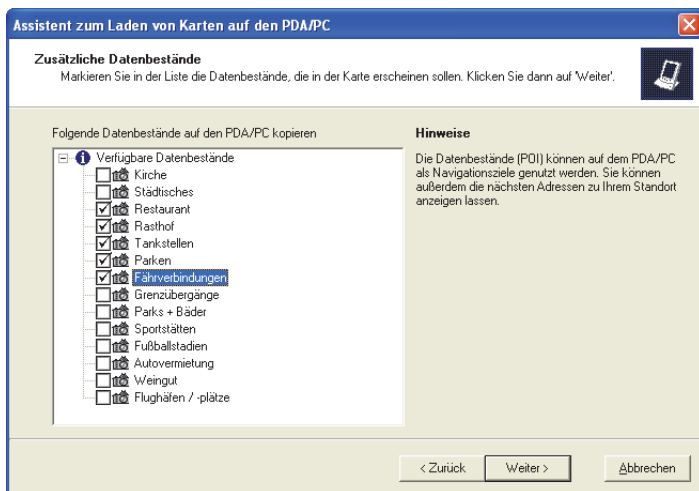 Assistent zum Laden von Karten auf den PDA/PC
Zusätzliche Datenbestände
Markieren Sie in der Liste die Datenbestände, die in der Karte erscheinen sollen. Klicken Sie dann auf 'Weiter'.
Folgende Datenbestände auf den PDA/PC kopieren
Verfügbare Datenbestände
Kirche
Städtisches
Restaurant
Rasthof
Tankstellen
Parken
Fährverbindungen
Grenzübergänge
Parks + Bäder
Sportstätten
Fußballstadien
Autovermietung
Weingut
Flughäfen / -plätze
Hinweise
Die Datenbestände (POI) können auf dem PDA/PC
als Navigationsziele genutzt werden. Sie können
außerdem die nächsten Adressen zu Ihrem Standort
anzeigen lassen.
< Zurück
Weiter >
Abbrechen